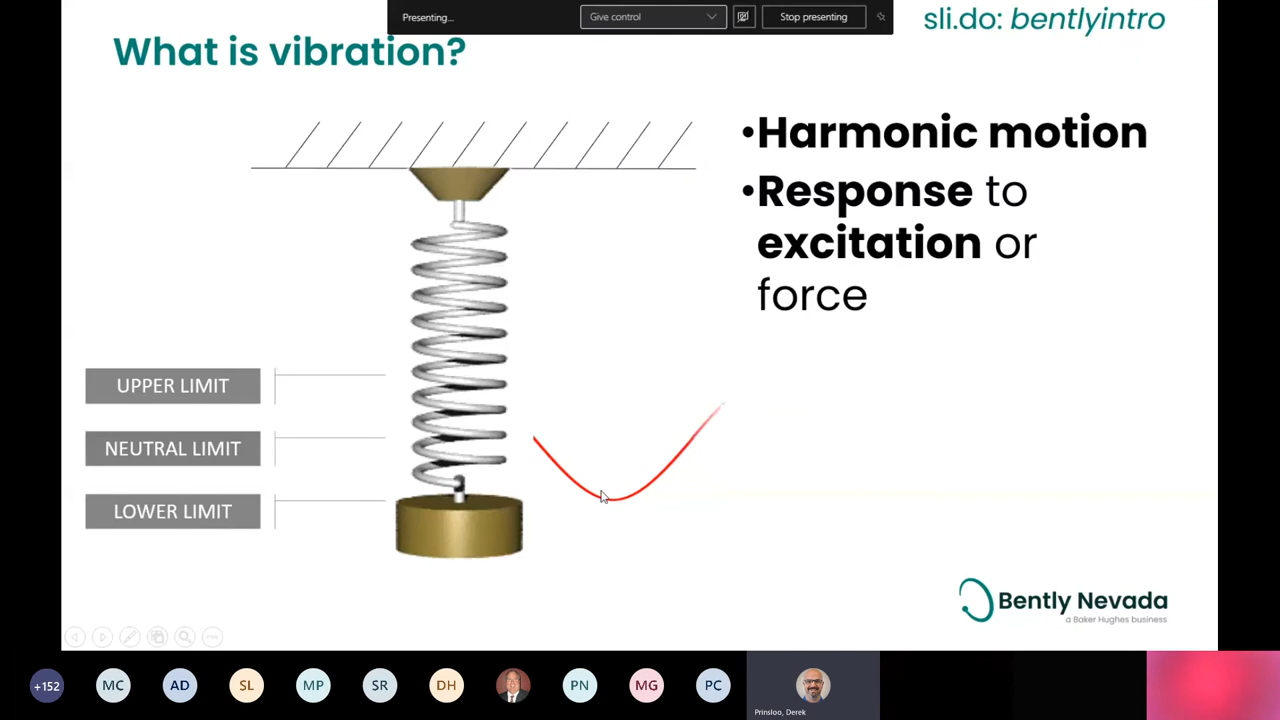 Presenting...
Give control
Stop presenting
sli.do: bentlyintro
What is vibration?
•Harmonic motion
•Response to
excitation or
force
UPPER LIMIT
NEUTRAL LIMIT
LOWER LIMIT
Bently Nevada
a Baker Hughes business
+152
MC
AD
SL
MP
SR
DH
PN
MG
PC
Prinsloo, Derek